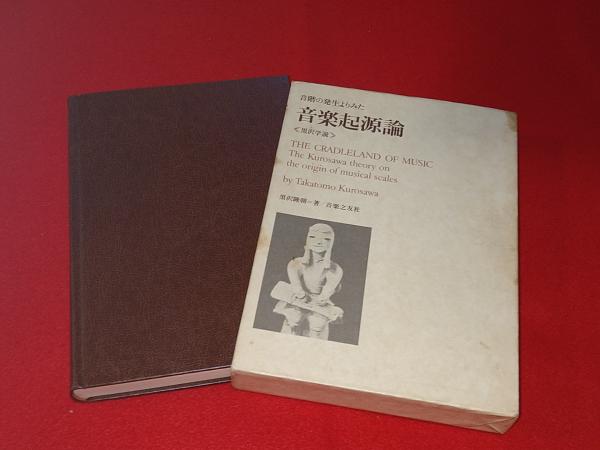 音階の発生よりみた
音楽起源論
≪黒沢学説≫
THE CRADLELAND OF MUSIC
The Kurosawa theory on
the origin of musical scales
by Takatomo Kurosawa
黒沢隆朝=著／音楽之友社